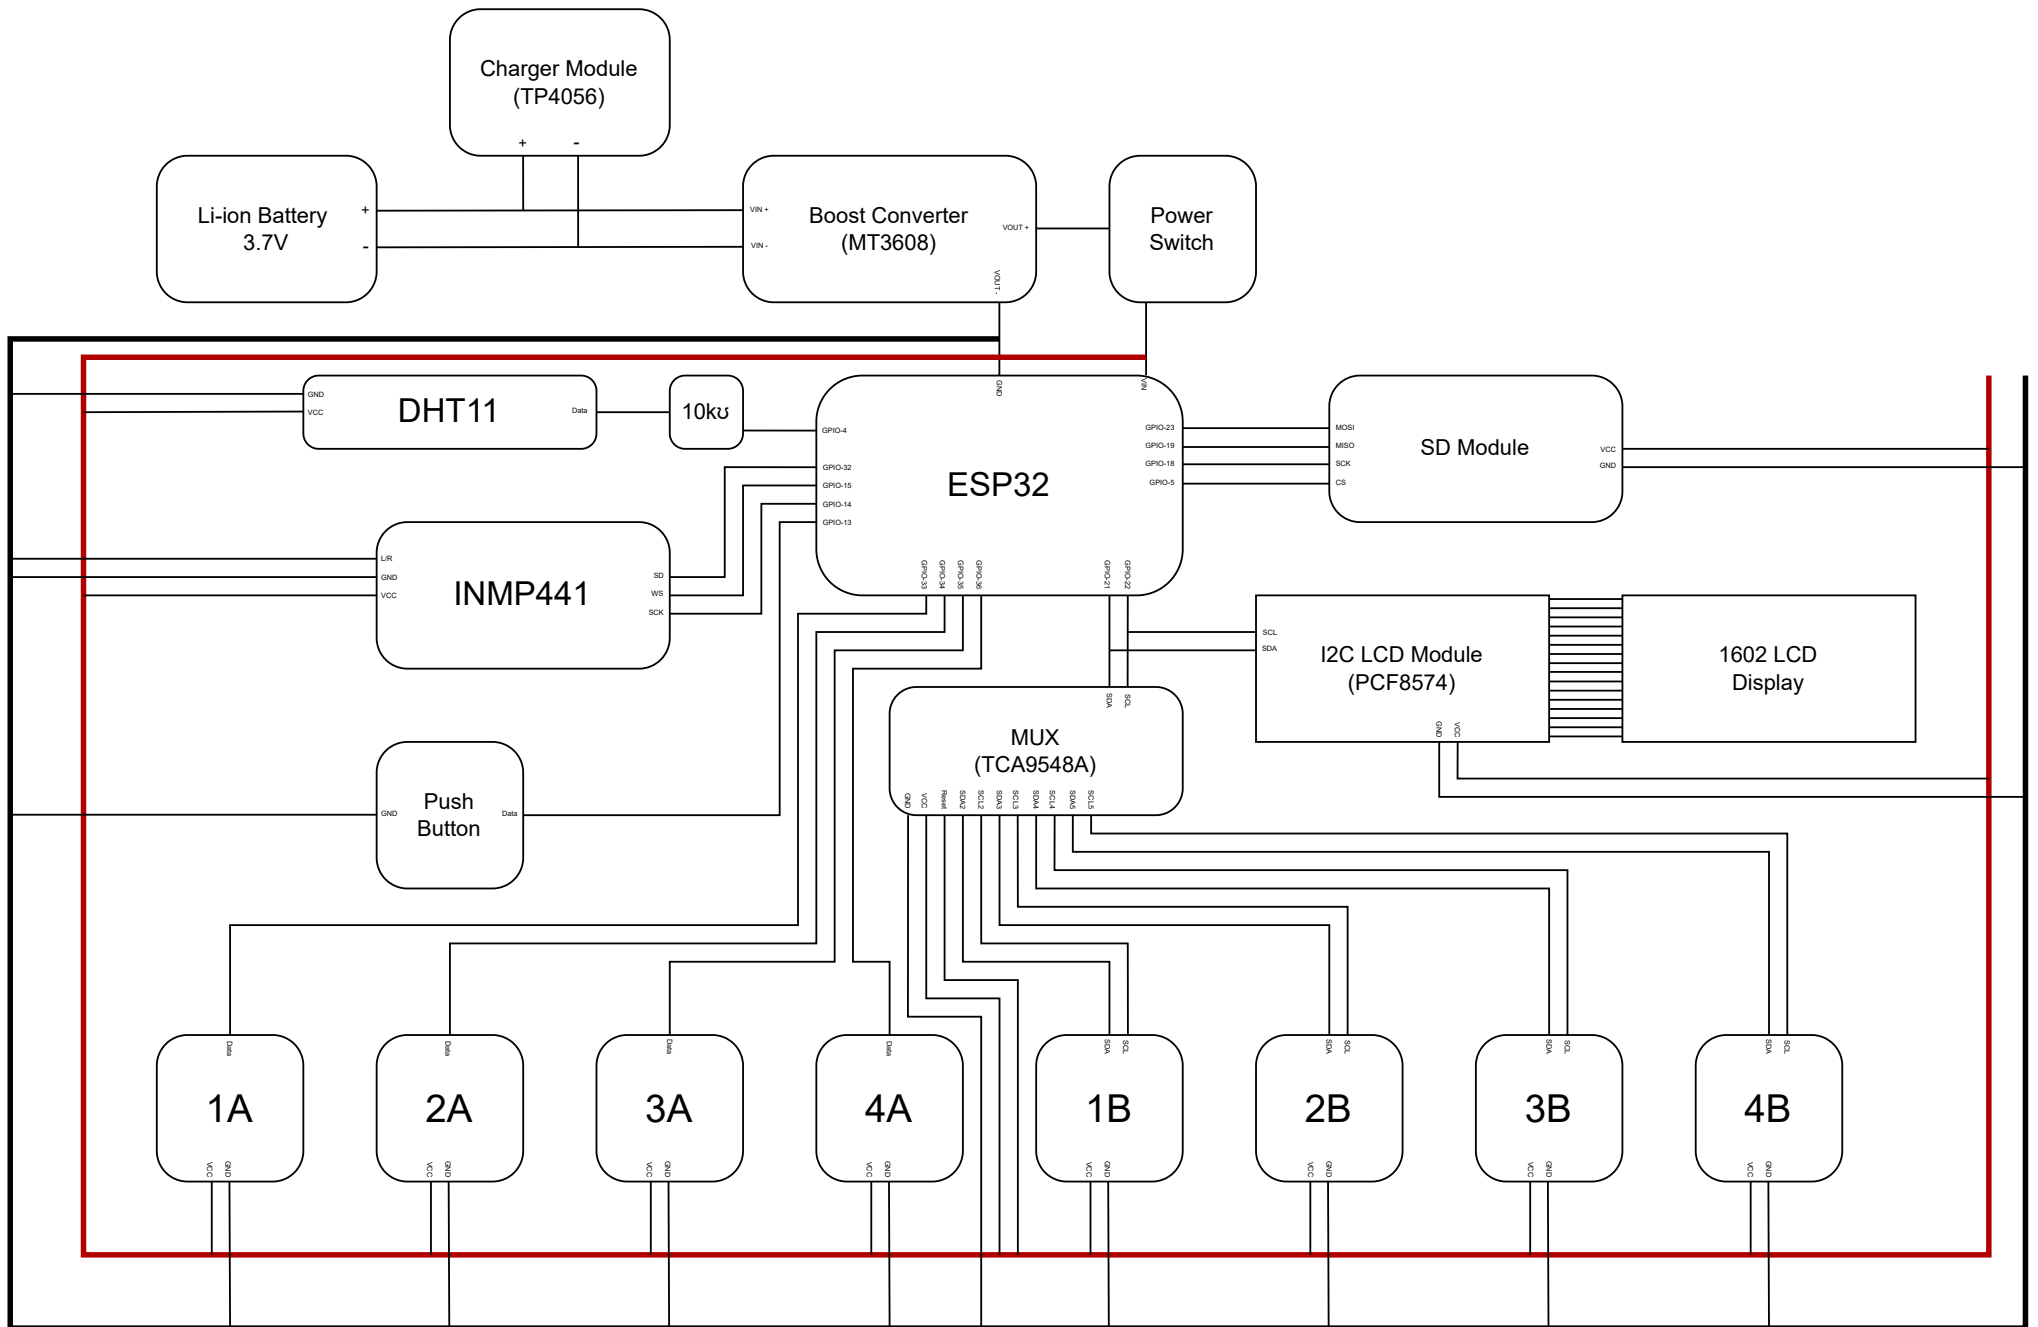 Charger Module
(TP4056)
+
-
Li-ion Battery
3.7V
+
-
VIN +
VIN -
Boost Converter
(MT3608)
VOUT +
VOUT -
Power
Switch
GND
VCC
DHT11
Data
10kʊ
GND
VIN
GPIO-4
GPIO-32
GPIO-15
GPIO-14
GPIO-13
ESP32
GPIO-23
GPIO-19
GPIO-18
GPIO-5
GPIO-33
GPIO-34
GPIO-35
GPIO-36
GPIO-21
GPIO-22
MOSI
MISO
SCK
CS
SD Module
VCC
GND
L/R
GND
VCC
INMP441
SD
WS
SCK
SCL
SDA
I2C LCD Module
(PCF8574)
GND
VCC
1602 LCD
Display
SDA
SCL
MUX
(TCA9548A)
GND
VCC
Reset
SDA2
SCL2
SDA3
SCL3
SDA4
SCL4
SDA5
SCL5
GND
Push
Button
Data
Data
1A
VCC
GND
Data
2A
VCC
GND
Data
3A
VCC
GND
Data
4A
VCC
GND
SDA
SCL
1B
VCC
GND
SDA
SCL
2B
VCC
GND
SDA
SCL
3B
VCC
GND
SDA
SCL
4B
VCC
GND